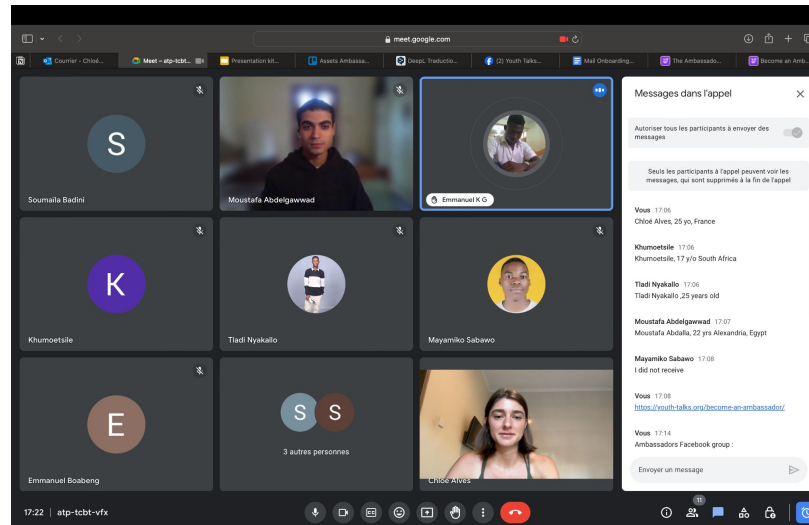 meet.google.com
Courrier - Chloé...
Meet – atp-tcbt...
Presentation kit...
Assets Ambassa...
DeepL Traductio...
(2) Youth Talks...
Mail Onboarding...
The Ambassado...
Become an Amb...
S
Soumaïla Badini
Moustafa Abdelgawwad
Emmanuel K G
K
Khumoetsile
Tladi Nyakallo
Mayamiko Sabawo
E
Emmanuel Boabeng
S S
3 autres personnes
Chloé Alves
Messages dans l'appel
Autoriser tous les participants à envoyer des
messages
Seuls les participants à l'appel peuvent voir les
messages, qui sont supprimés à la fin de l'appel
Vous 17:06
Chloé Alves, 25 yo, France
Khumoetsile 17:06
Khumoetsile, 17 y/o South Africa
Tladi Nyakallo 17:06
Tladi Nyakallo ,25 years old
Moustafa Abdelgawwad 17:07
Moustafa Abdalla, 22 yrs Alexandria, Egypt
Mayamiko Sabawo 17:08
I did not receive
Vous 17:08
https://youth-talks.org/become-an-ambassador/
Vous 17:14
Ambassadors Facebook group :
Envoyer un message
17:22 | atp-tcbt-vfx
CC
11